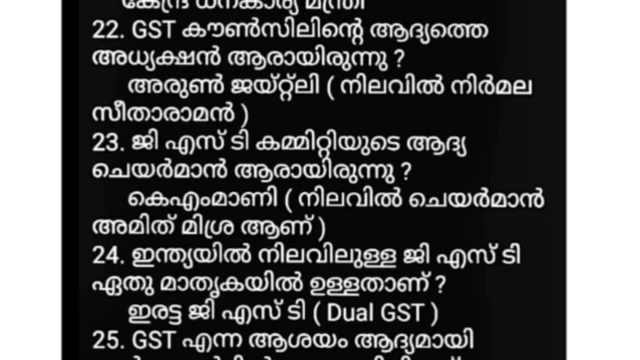 കേന്ദ്ര ധനകാര്യ മന്ത്രി
22. GST കൗൺസിലിന്റെ ആദ്യത്തെ
അധ്യക്ഷൻ ആരായിരുന്നു ?
അരുൺ ജയ്റ്റ്ലി ( നിലവിൽ നിർമല
സീതാരാമൻ )
23. ജി എസ് ടി കമ്മിറ്റിയുടെ ആദ്യ
ചെയർമാൻ ആരായിരുന്നു ?
കെഎംമാണി ( നിലവിൽ ചെയർമാൻ
അമിത് മിശ്ര ആണ് )
24. ഇന്ത്യയിൽ നിലവിലുള്ള ജി എസ് ടി
ഏതു മാതൃകയിൽ ഉള്ളതാണ് ?
ഇരട്ട ജി എസ് ടി ( Dual GST )
25. GST എന്ന ആശയം ആദ്യമായി